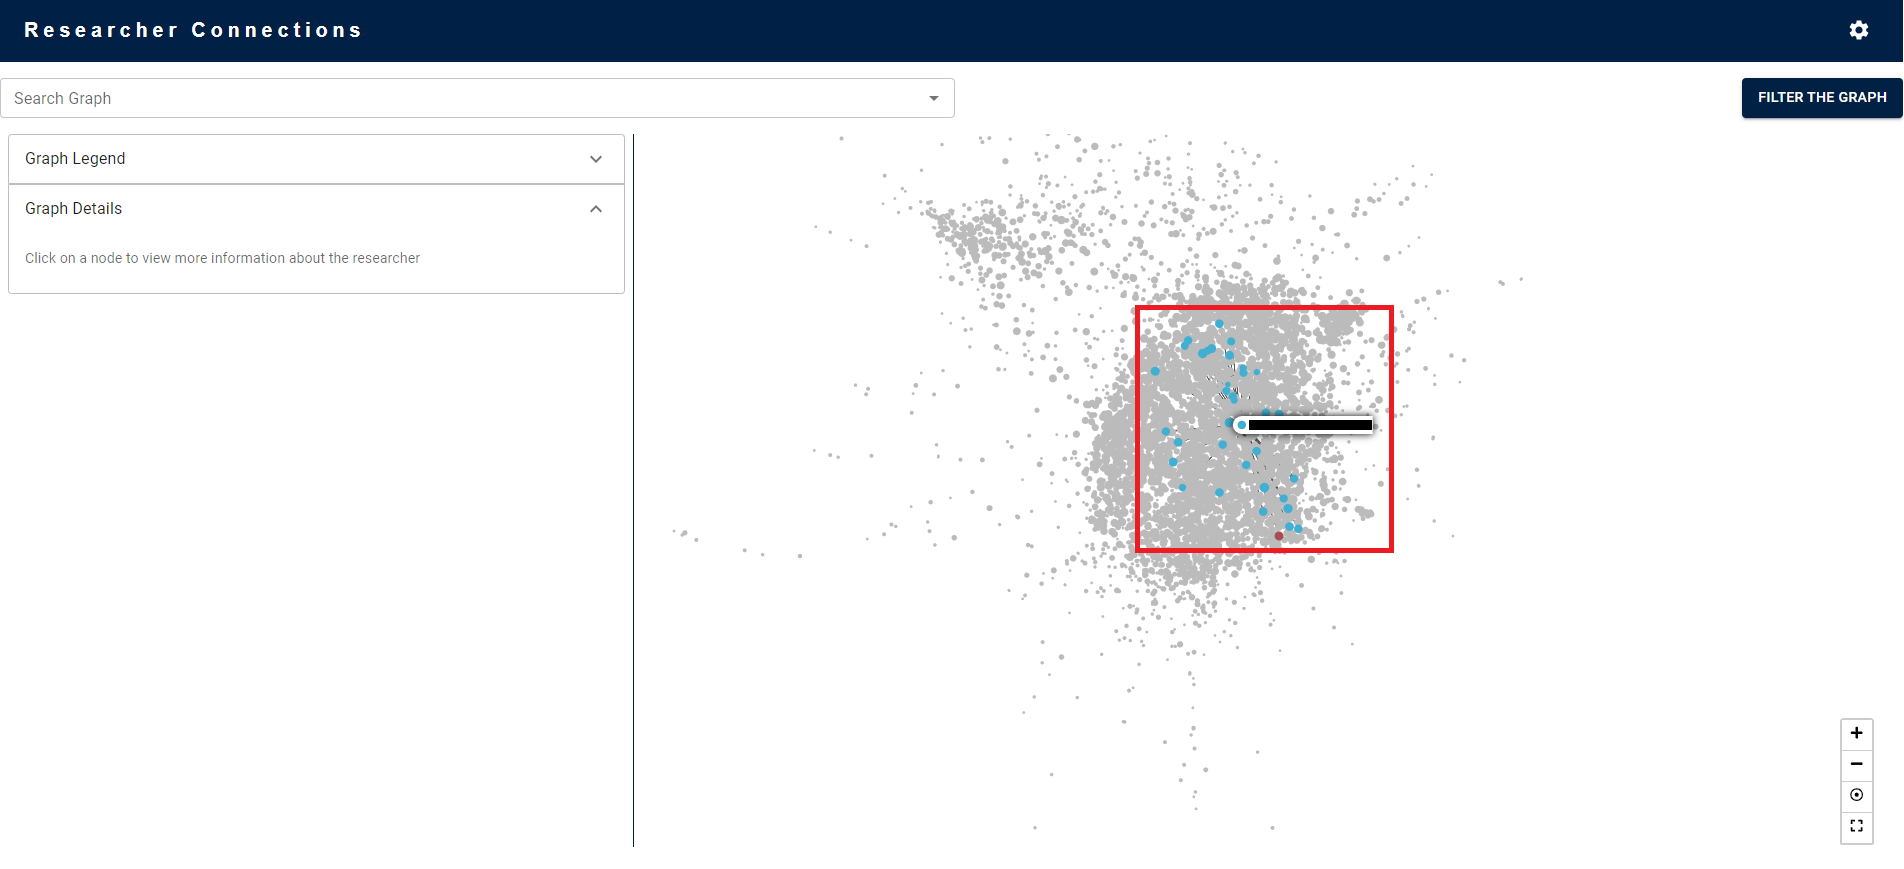 Researcher Connections
Search Graph
FILTER THE GRAPH
Graph Legend
Graph Details
Click on a node to view more information about the researcher